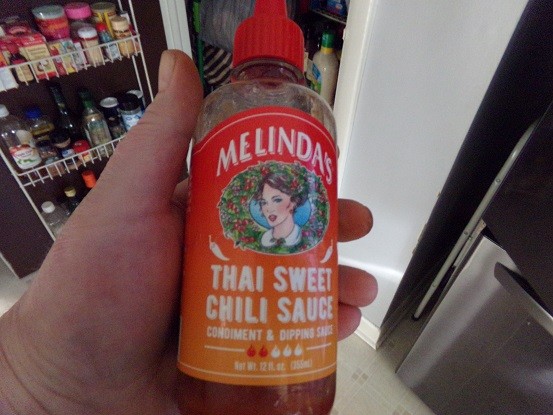 MELINDA'S
THAI SWEET
CHILI SAUCE
CONDIMENT & DIPPING SAUCE
Net Wt. 12 fl. oz. (355ml)